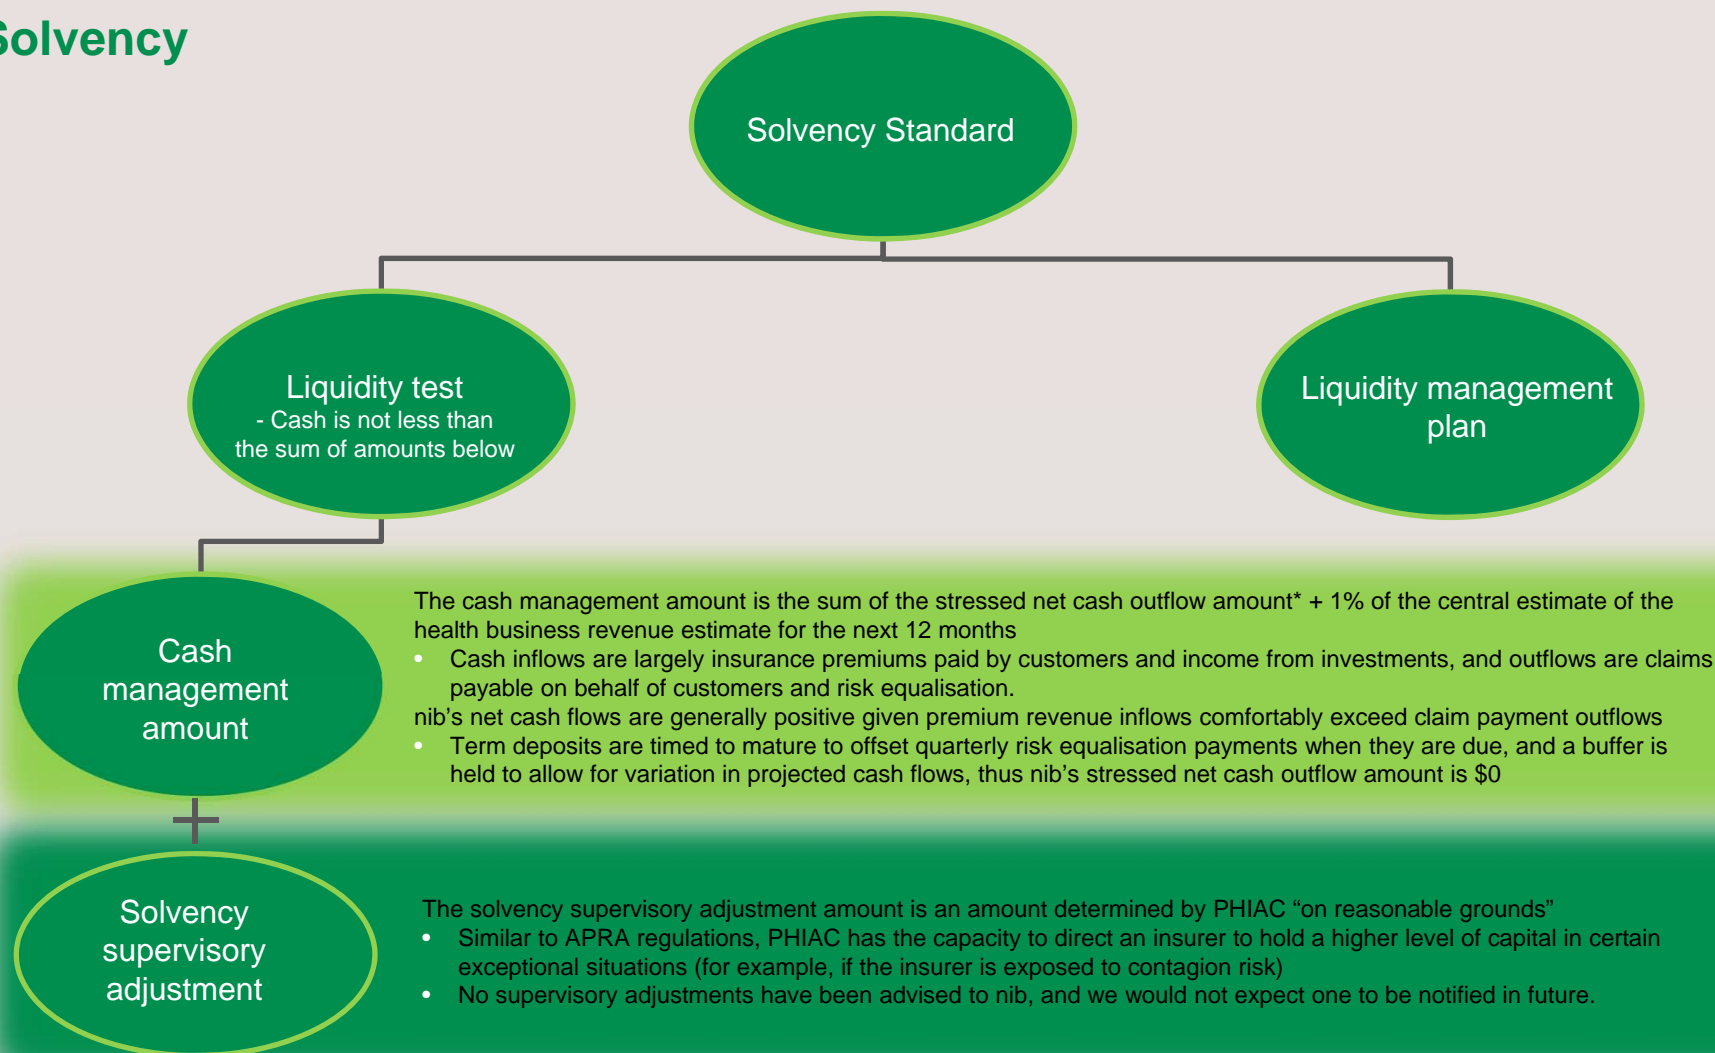 Solvency
Solvency Standard
Liquidity test
- Cash is not less than
the sum of amounts below
Liquidity management
plan
Cash
management
amount
The cash management amount is the sum of the stressed net cash outflow amount* + 1% of the central estimate of the
health business revenue estimate for the next 12 months
• Cash inflows are largely insurance premiums paid by customers and income from investments, and outflows are claims
payable on behalf of customers and risk equalisation.
nib’s net cash flows are generally positive given premium revenue inflows comfortably exceed claim payment outflows
• Term deposits are timed to mature to offset quarterly risk equalisation payments when they are due, and a buffer is
held to allow for variation in projected cash flows, thus nib’s stressed net cash outflow amount is $0
Solvency
supervisory
adjustment
The solvency supervisory adjustment amount is an amount determined by PHIAC “on reasonable grounds”
• Similar to APRA regulations, PHIAC has the capacity to direct an insurer to hold a higher level of capital in certain
exceptional situations (for example, if the insurer is exposed to contagion risk)
• No supervisory adjustments have been advised to nib, and we would not expect one to be notified in future.